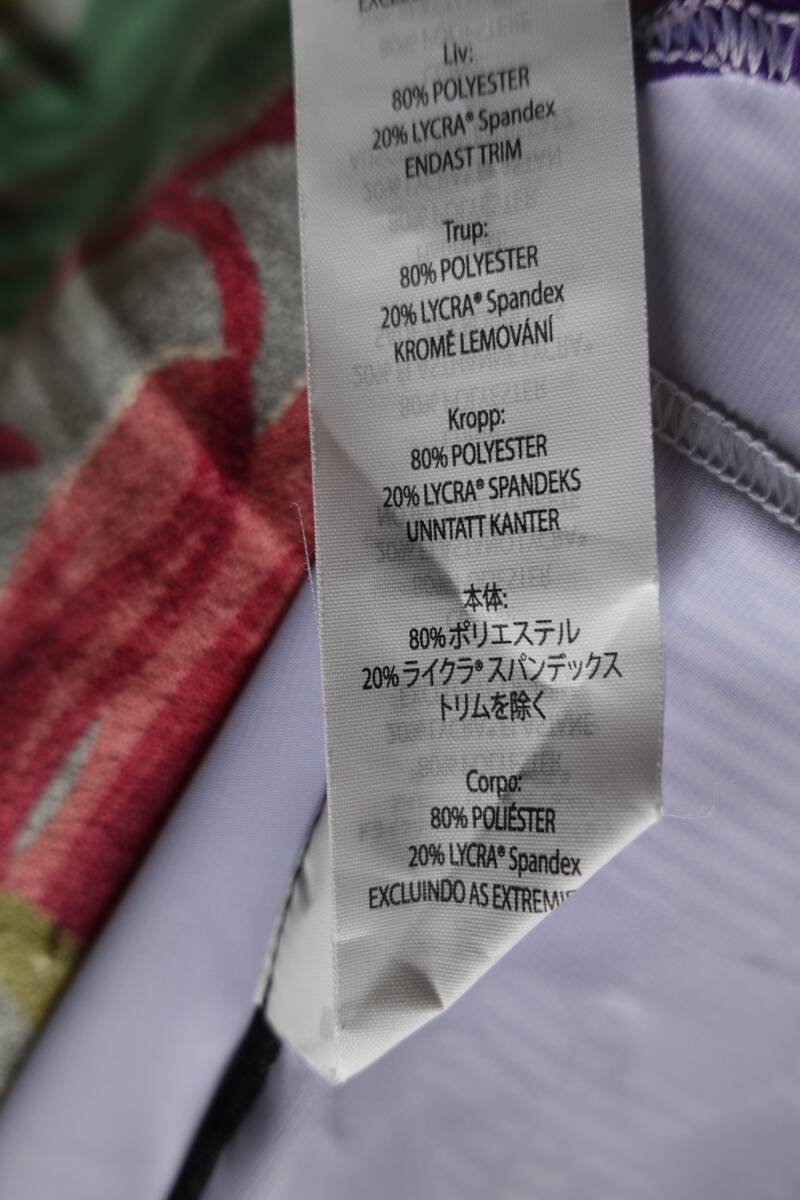 Liv:
80% POLYESTER
20% LYCRA® Spandex
ENDAST TRIM
Trup:
80% POLYESTER
20% LYCRA® Spandex
KROMĚ LEMOVÁNÍ
Kropp:
80% POLYESTER
20% LYCRA® SPANDEKS
UNNTATT KANTER
本体:
80%ポリエステル
20%ライクラ®スパンデックス
トリムを除く
Corpo:
80% POLIÉSTER
20% LYCRA® Spandex
EXCLUINDO AS